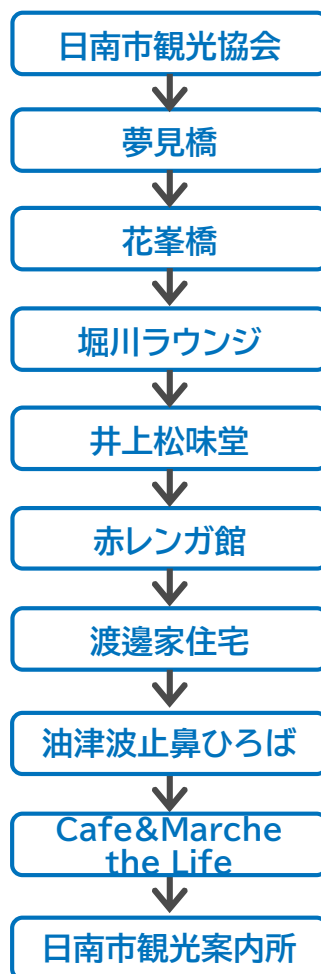 日南市観光協会
夢見橋
花峯橋
堀川ラウンジ
井上松味堂
赤レンガ館
渡邊家住宅
油津波止鼻ひろば
Cafe&Marche
the Life
日南市観光案内所